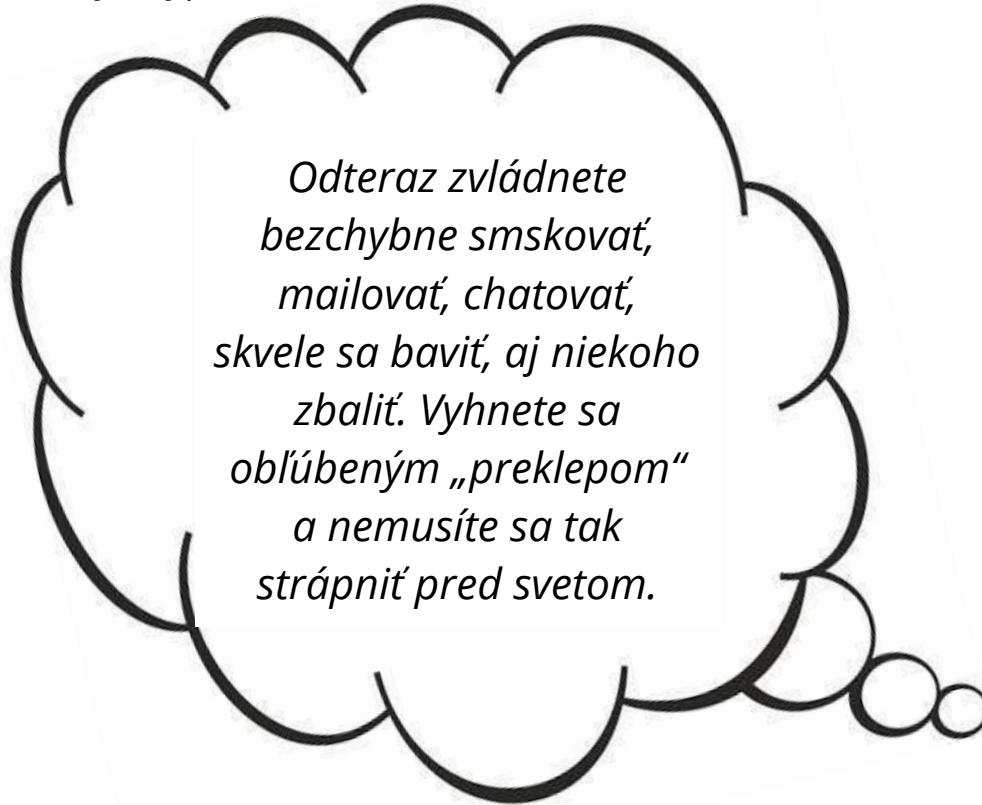 Odteraz zvládnete
bezchybne smskovať,
mailovať, chatovať,
skvele sa baviť, aj niekoho
zbaliť. Vyhnete sa
obľúbeným „preklepom“
a nemusíte sa tak
strápniť pred svetom.